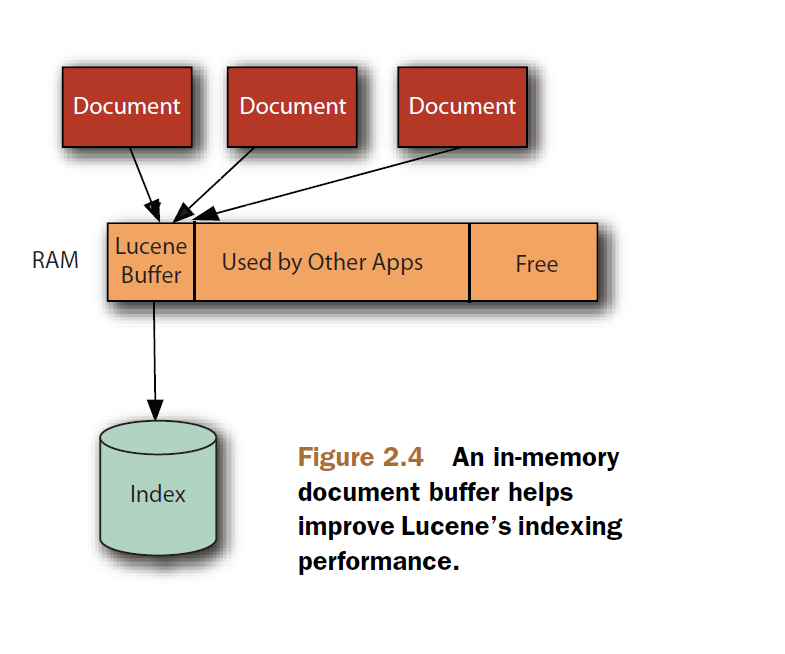 Document
Document
Document
RAM
Lucene
Buffer
Used by Other Apps
Free
Index
Figure 2.4 An in-memory
document buffer helps
improve Lucene’s indexing
performance.